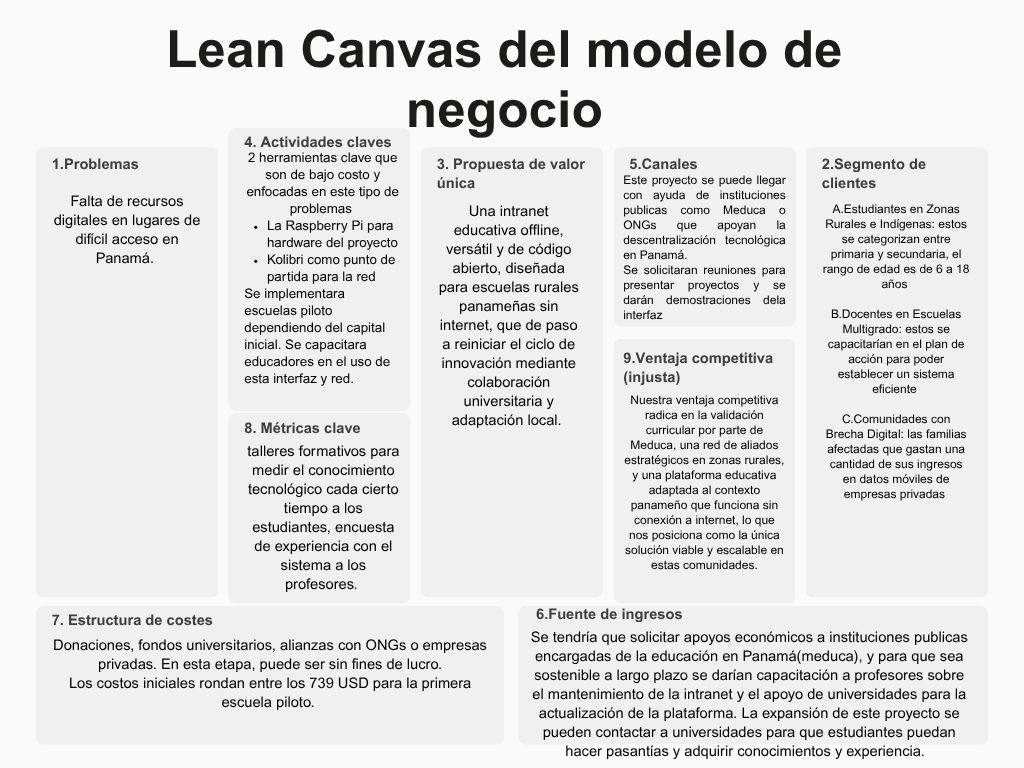 Lean Canvas del modelo de
negocio
1.Problemas
Falta de recursos
digitales en lugares de
difícil acceso en
Panamá.
4. Actividades claves
2 herramientas clave que
son de bajo costo y
enfocadas en este tipo de
problemas
• La Raspberry Pi para
hardware del proyecto
• Kolibri como punto de
partida para la red
Se implementara
escuelas piloto
dependiendo del capital
inicial. Se capacitara
educadores en el uso de
esta interfaz y red.
8. Métricas clave
talleres formativos para
medir el conocimiento
tecnológico cada cierto
tiempo a los
estudiantes, encuesta
de experiencia con el
sistema a los
profesores.
3. Propuesta de valor
única
Una intranet
educativa offline,
versátil y de código
abierto, diseñada
para escuelas rurales
panameñas sin
internet, que de paso
a reiniciar el ciclo de
innovación mediante
colaboración
universitaria y
adaptación local.
5.Canales
Este proyecto se puede llegar
con ayuda de instituciones
publicas como Meduca o
ONGs que apoyan la
descentralización tecnológica
en Panamá.
Se solicitaran reuniones para
presentar proyectos y se
darán demostraciones dela
interfaz
9.Ventaja competitiva
(injusta)
Nuestra ventaja competitiva
radica en la validación
curricular por parte de
Meduca, una red de aliados
estratégicos en zonas rurales,
y una plataforma educativa
adaptada al contexto
panameño que funciona sin
conexión a internet, lo que
nos posiciona como la única
solución viable y escalable en
estas comunidades.
2.Segmento de
clientes
A.Estudiantes en Zonas
Rurales e Indígenas: estos
se categorizan entre
primaria y secundaria, el
rango de edad es de 6 a 18
años
B.Docentes en Escuelas
Multigrado: estos se
capacitarían en el plan de
acción para poder
establecer un sistema
eficiente
C.Comunidades con
Brecha Digital: las familias
afectadas que gastan una
cantidad de sus ingresos
en datos móviles de
empresas privadas
7. Estructura de costes
Donaciones, fondos universitarios, alianzas con ONGs o empresas
privadas. En esta etapa, puede ser sin fines de lucro.
Los costos iniciales rondan entre los 739 USD para la primera
escuela piloto.
6.Fuente de ingresos
Se tendría que solicitar apoyos económicos a instituciones publicas
encargadas de la educación en Panamá(meduca), y para que sea
sostenible a largo plazo se darían capacitación a profesores sobre
el mantenimiento de la intranet y el apoyo de universidades para la
actualización de la plataforma. La expansión de este proyecto se
pueden contactar a universidades para que estudiantes puedan
hacer pasantías y adquirir conocimientos y experiencia.